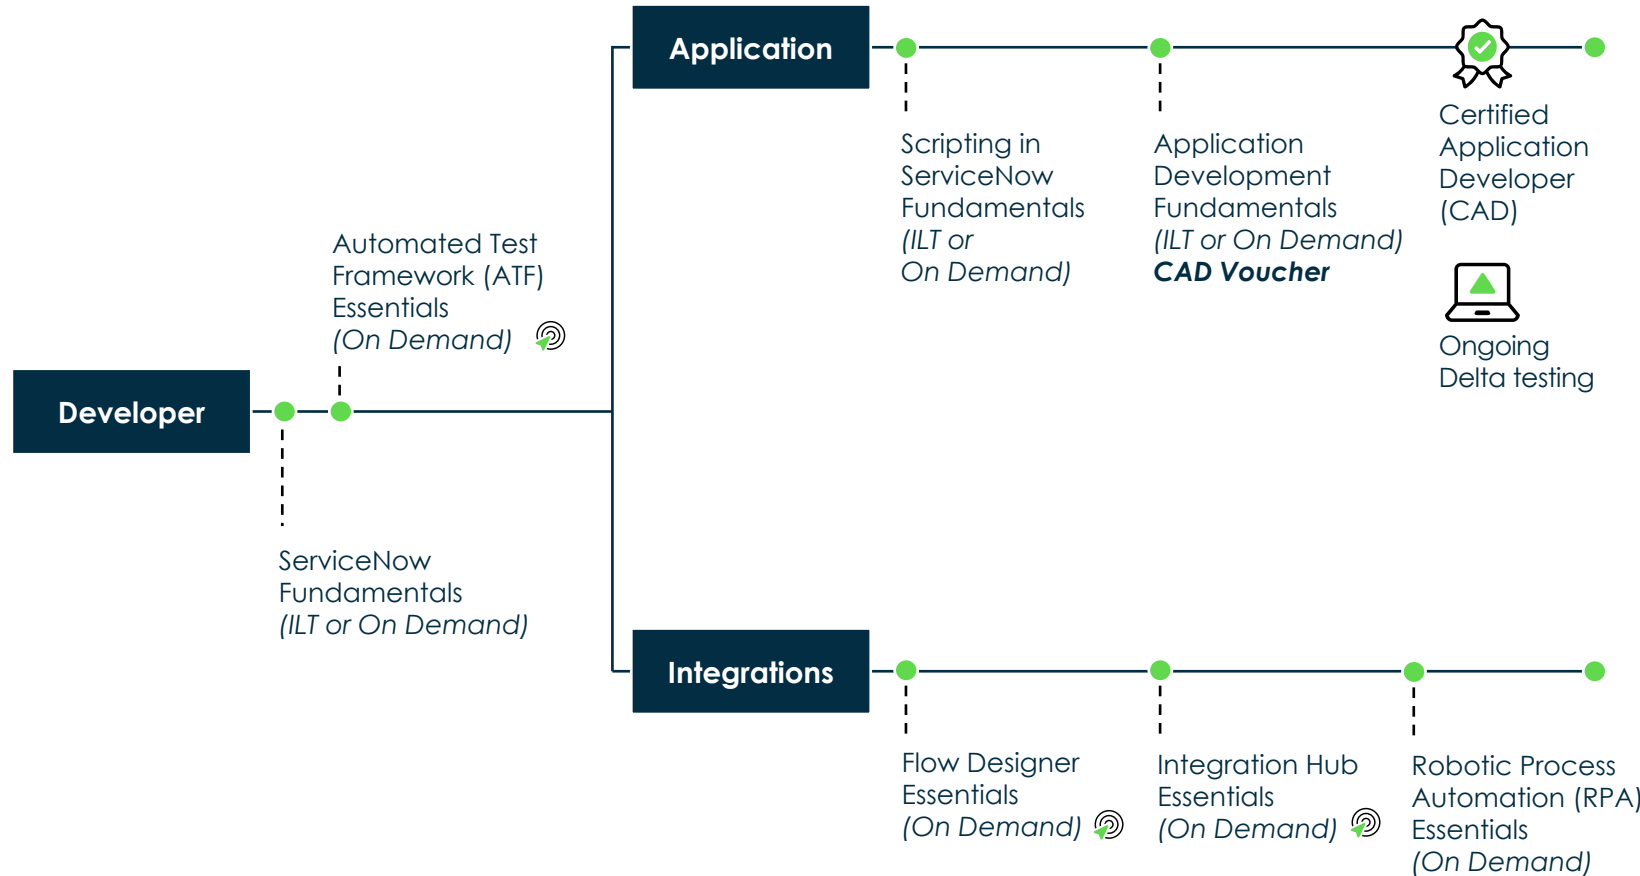 Application
Scripting in
ServiceNow
Fundamentals
(ILT or
On Demand)
Application
Development
Fundamentals
(ILT or On Demand)
CAD Voucher
Certified
Application
Developer
(CAD)
Ongoing
Delta testing
Automated Test
Framework (ATF)
Essentials
(On Demand)
Developer
ServiceNow
Fundamentals
(ILT or On Demand)
Integrations
Flow Designer
Essentials
(On Demand)
Integration Hub
Essentials
(On Demand)
Robotic Process
Automation (RPA)
Essentials
(On Demand)